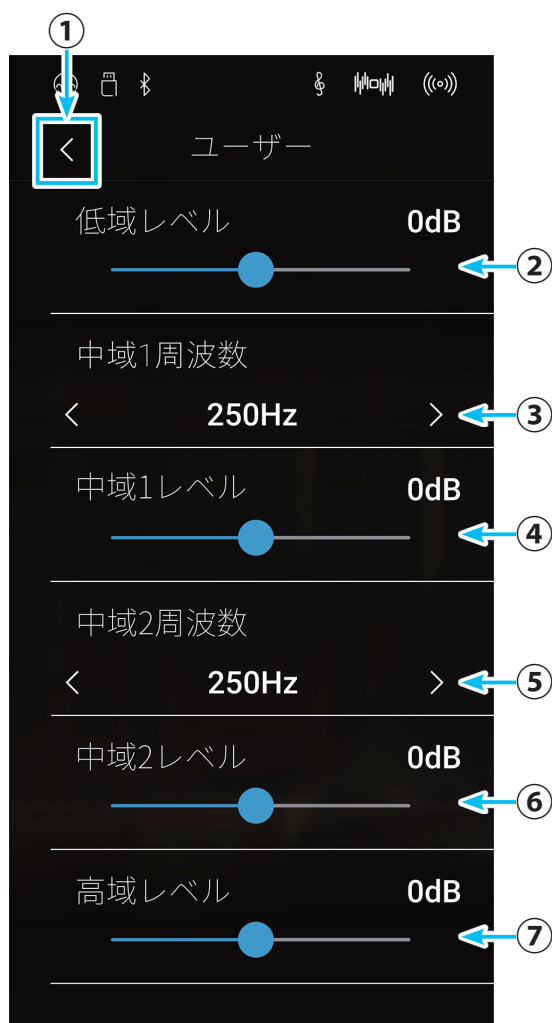 ①
ユーザー
低域レベル 0dB
②
中域1周波数
250Hz ③
中域1レベル 0dB
④
中域2周波数
250Hz ⑤
中域2レベル 0dB
⑥
高域レベル 0dB
⑦